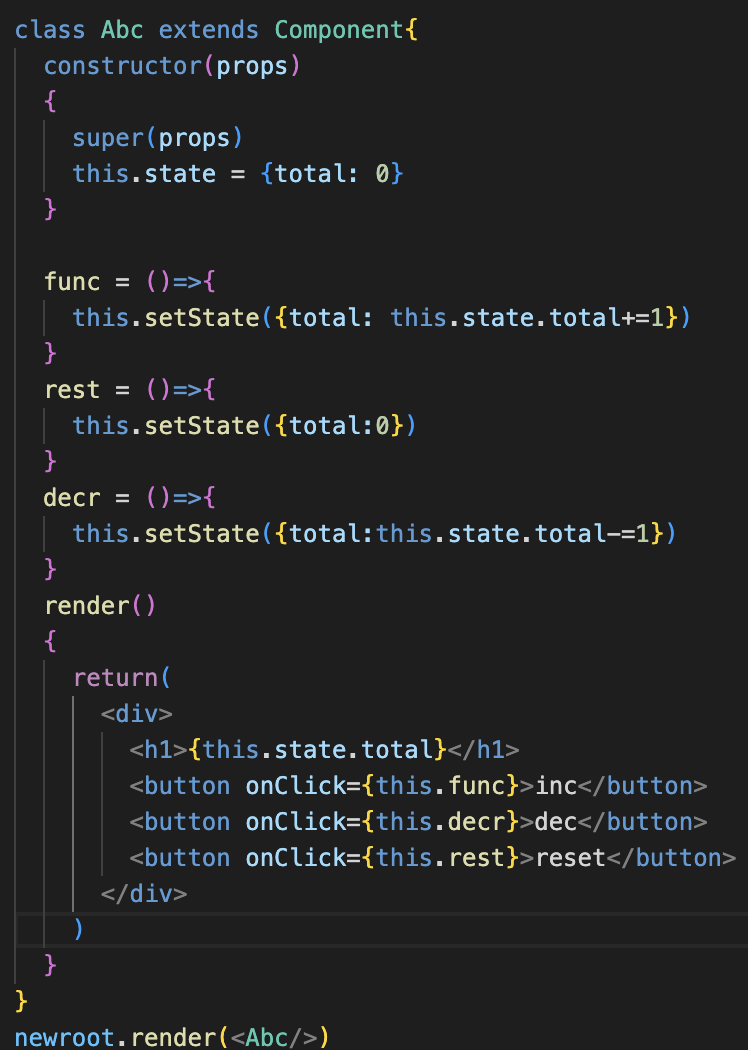 class Abc extends Component{
  constructor(props)
  {
    super(props)
    this.state = {total: 0}
  }

  func = ()=>{
    this.setState({total: this.state.total+=1})
  }
  rest = ()=>{
    this.setState({total:0})
  }
  decr = ()=>{
    this.setState({total:this.state.total-=1})
  }
  render()
  {
    return(
      <div>
        <h1>{this.state.total}</h1>
        <button onClick={this.func}>inc</button>
        <button onClick={this.decr}>dec</button>
        <button onClick={this.rest}>reset</button>
      </div>
    )
  }
}
newroot.render(<Abc/>)